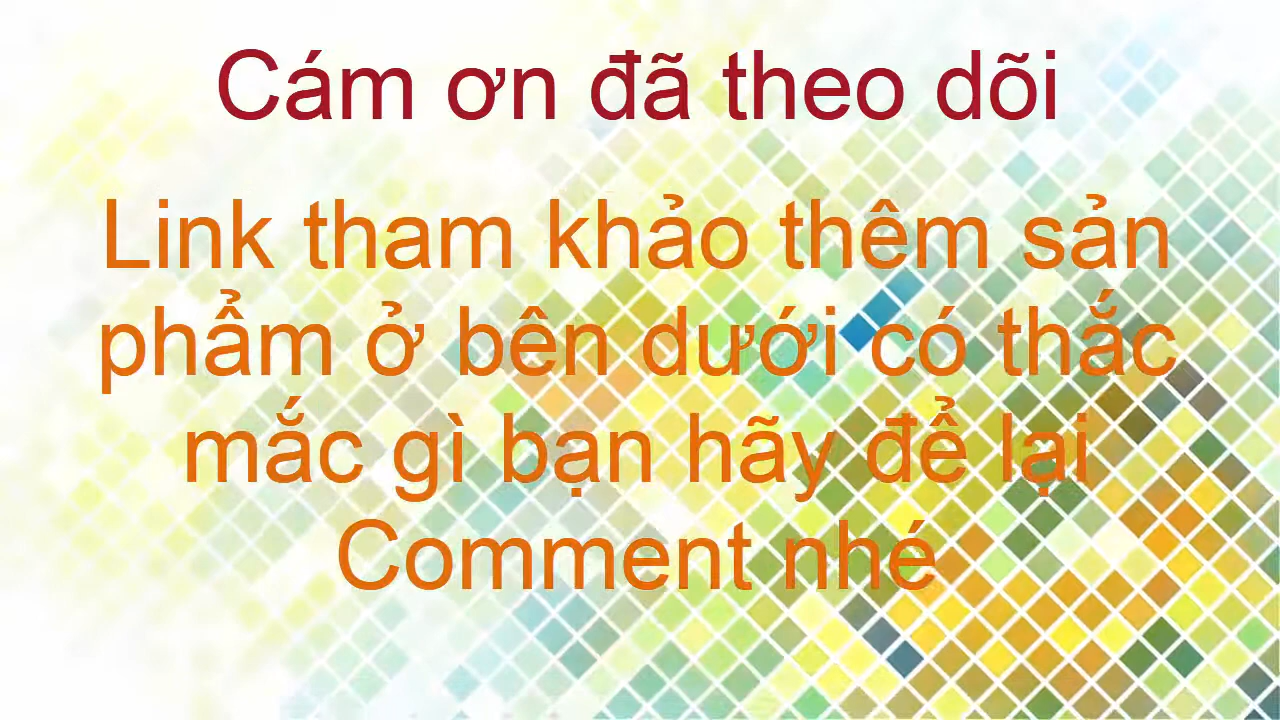 Cám ơn đã theo dõi
Link tham khảo thêm sản
phẩm ở bên dưới có thắc
mắc gì bạn hãy để lại
Comment nhé